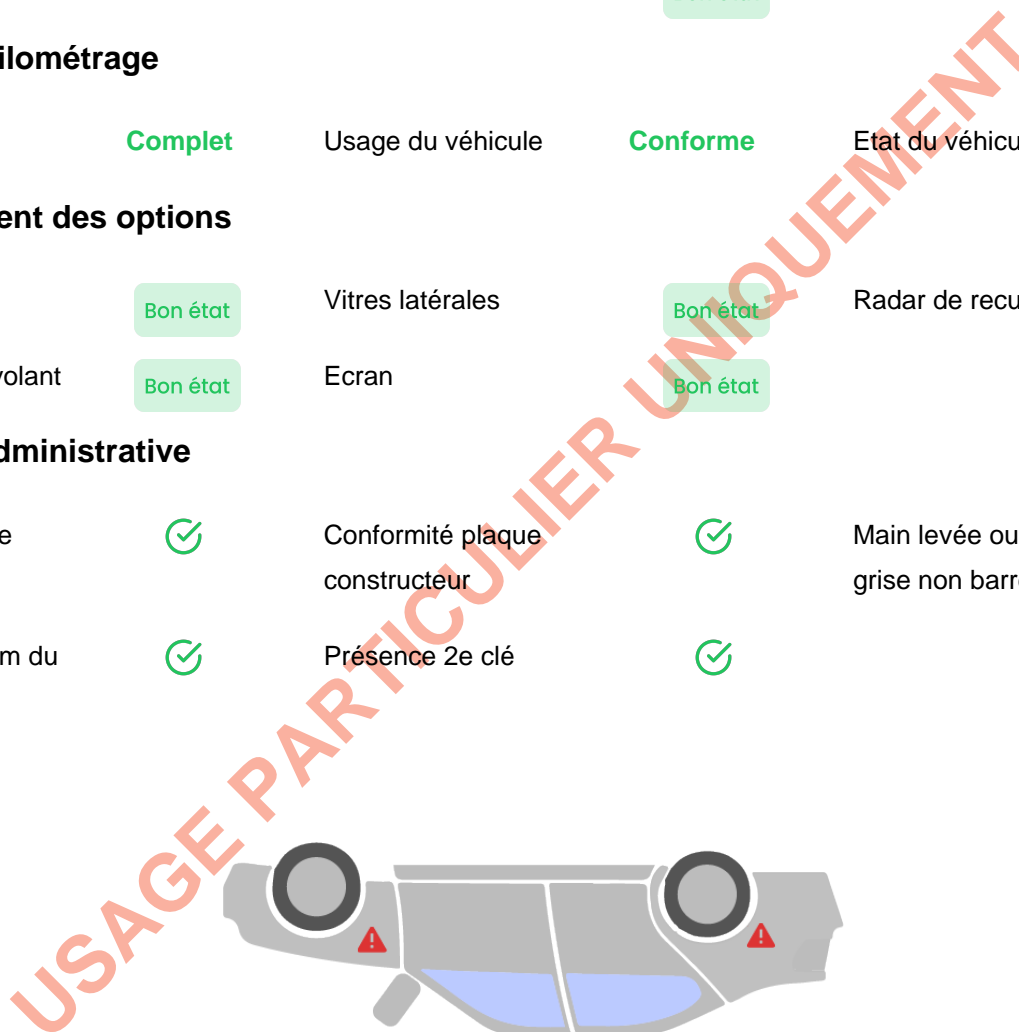 ilométrage
Complet Usage du véhicule Conforme Etat du véhicu
ent des options
Bon état Vitres latérales Bon état Radar de recu
volant Bon état Ecran Bon état
dministrative
e Conformité plaque Main levée ou
constructeur grise non barr
m du Présence 2e clé
USAGE PARTICULIER UNIQUEMENT